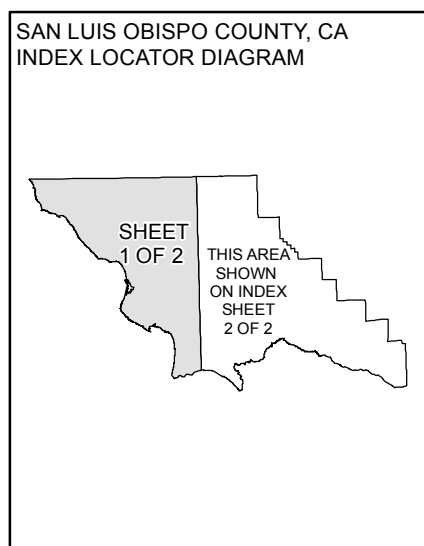 SAN LUIS OBISPO COUNTY, CA
INDEX LOCATOR DIAGRAM
SHEET
1 OF 2
THIS AREA
SHOWN
ON INDEX
SHEET
2 OF 2